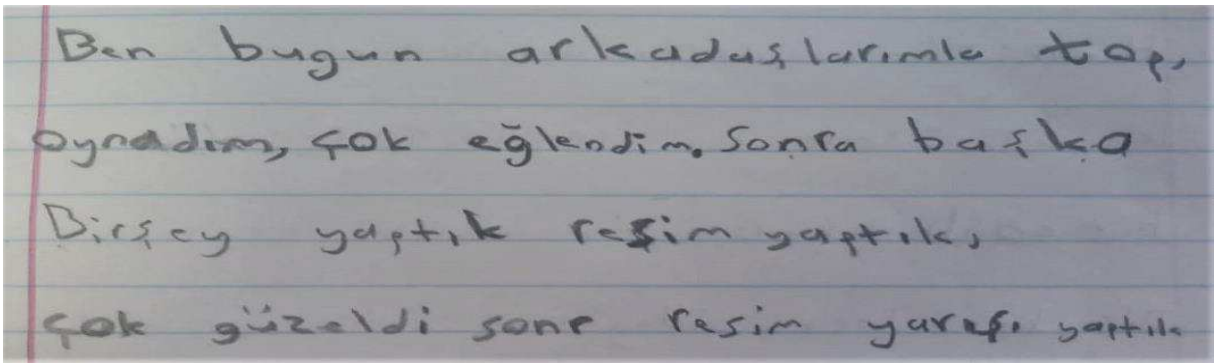 Ben bugun arkadaşlarımla top,
oynadım, çok eğlendim. Sonra başka
Birşey yaptık resim yaptık,
çok güzeldi sonr resim yarışı yaptık